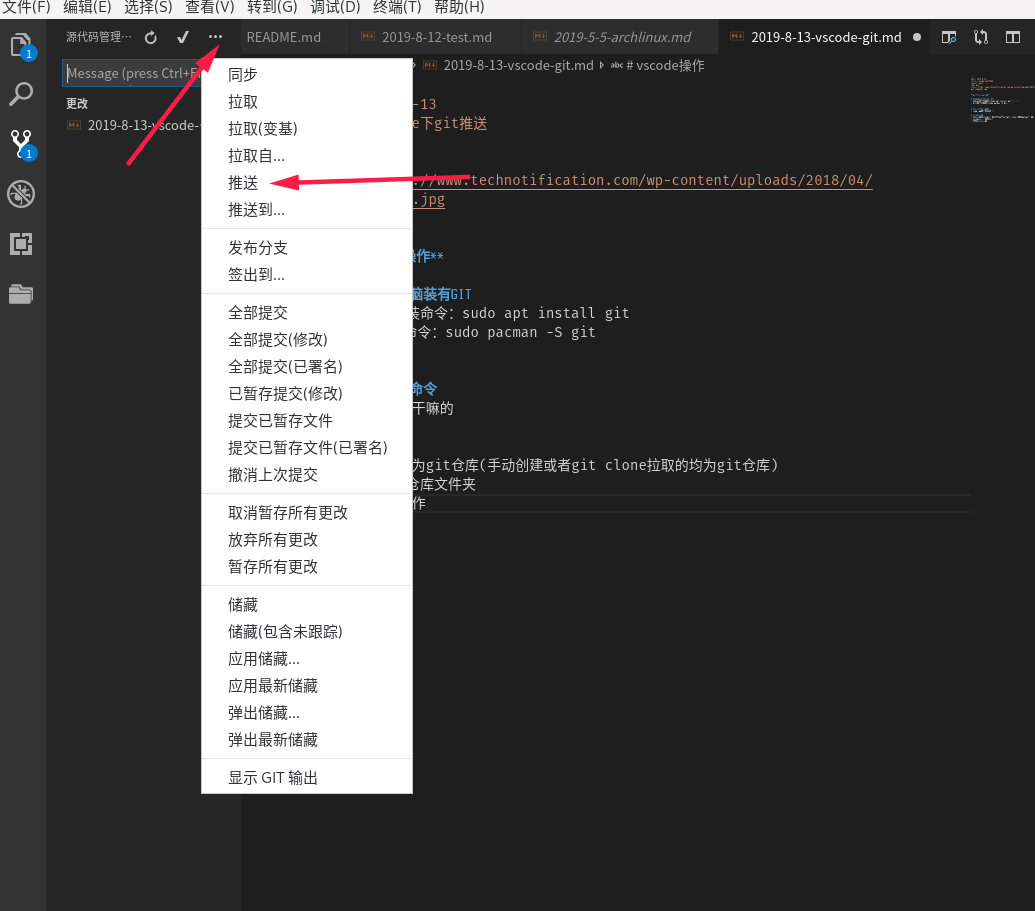 文件(F) 编辑(E) 选择(S) 查看(V) 转到(G) 调试(D) 终端(T) 帮助(H)
源代码管理··· README.md 2019-8-12-test.md 2019-5-5-archlinux.md 2019-8-13-vscode-git.md
2019-8-13-vscode-git.md # vscode操作
Message (press Ctrl+E
更改
2019-8-13-vscode-
1
1
同步
拉取
拉取(变基)
拉取自...
推送
推送到...
发布分支
签出到...
全部提交
全部提交(修改)
全部提交(已署名)
已暂存提交(修改)
提交已暂存文件
提交已暂存文件(已署名)
撤消上次提交
取消暂存所有更改
放弃所有更改
暂存所有更改
储藏
储藏(包含未跟踪)
应用储藏...
应用最新储藏
弹出储藏...
弹出最新储藏
显示 GIT 输出
-13
e下git推送
://www.technotification.com/wp-content/uploads/2018/04/
.jpg
操作**
脑装有GIT
装命令: sudo apt install git
命令: sudo pacman -S git
命令
干嘛的
为git仓库(手动创建或者git clone拉取的均为git仓库)
仓库文件夹
作